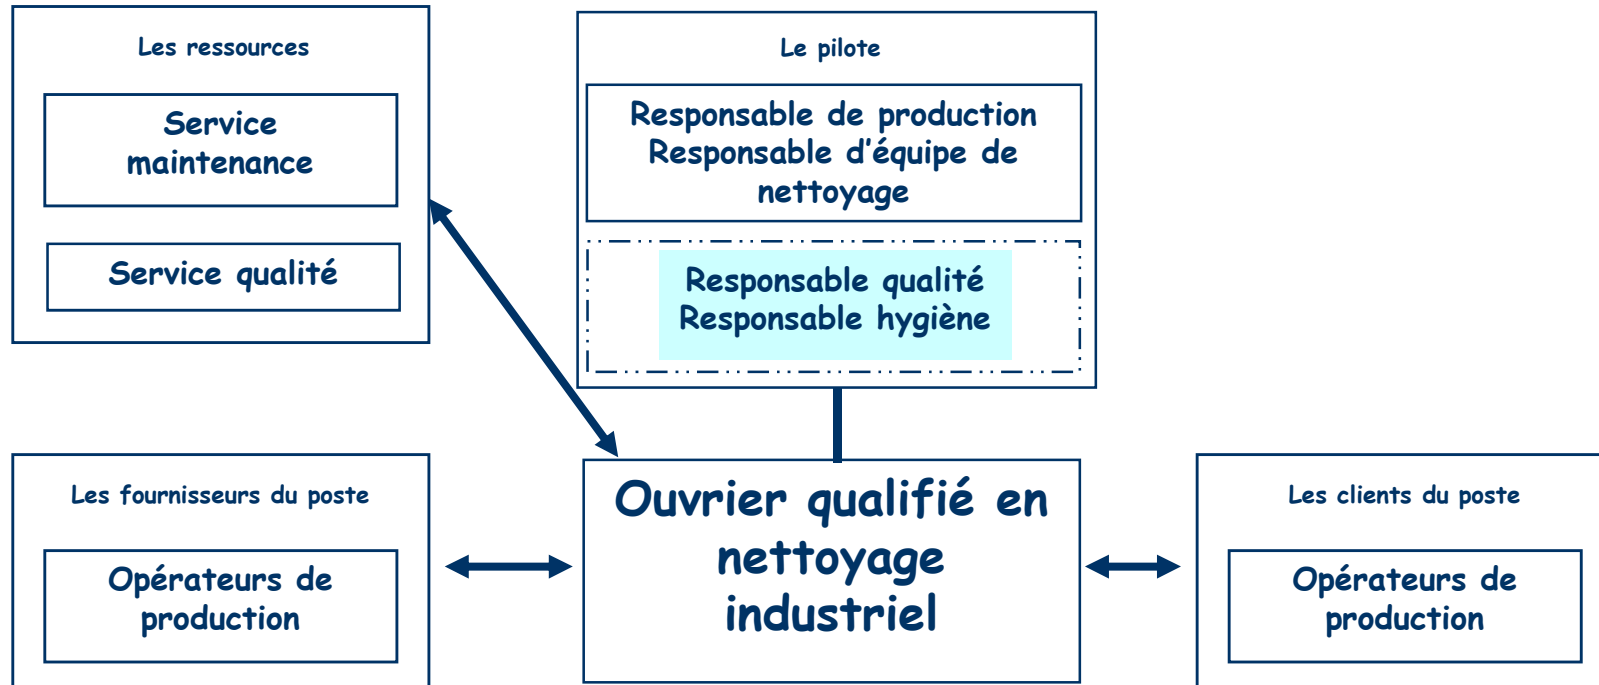 Les ressources
Service
maintenance
Service qualité
Le pilote
Responsable de production
Responsable d'équipe de
nettoyage
Responsable qualité
Responsable hygiène
Les fournisseurs du poste
Opérateurs de
production
Ouvrier qualifié en
nettoyage
industriel
Les clients du poste
Opérateurs de
production